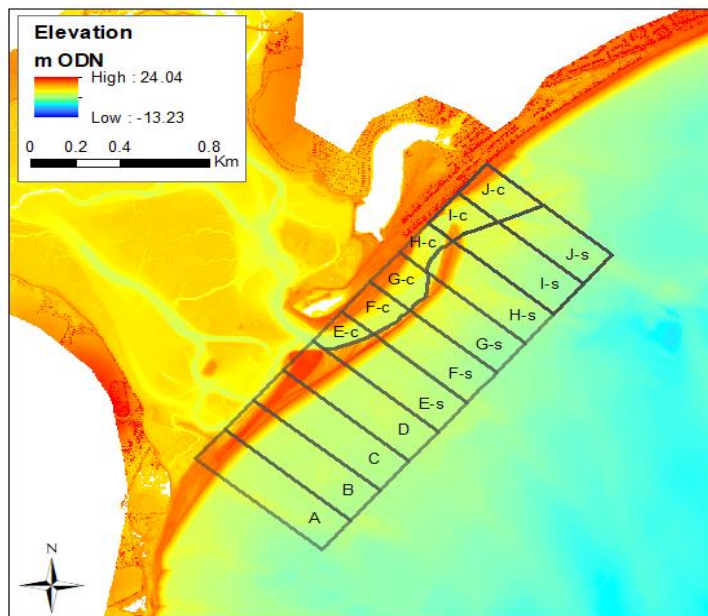 Elevation
m ODN
High : 24.04
Low : -13.23
0 0.2 0.4 0.8
Km
J-c
I-c
H-c
J-s
G-c
I-s
F-c
H-s
E-c
G-s
F-s
E-s
D
C
B
A
N